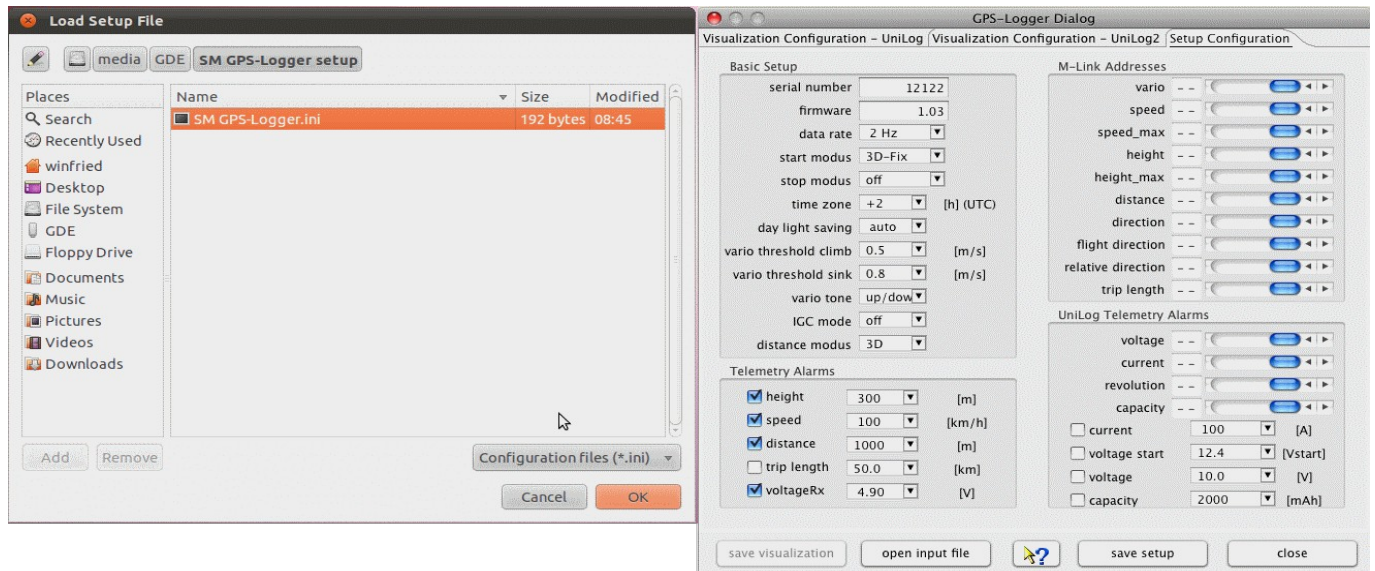 Load Setup File
media GDE SM GPS-Logger setup
Places
Search
Recently Used
winfried
Desktop
File System
GDE
Floppy Drive
Documents
Music
Pictures
Videos
Downloads
Name Size Modified
SM GPS-Logger.ini 192 bytes 08:45
Add Remove
Configuration files (*.ini)
Cancel OK
GPS-Logger Dialog
Visualization Configuration - UniLog Visualization Configuration - UniLog2 Setup Configuration
Basic Setup
serial number 12122
firmware 1.03
data rate 2 Hz
start modus 3D-Fix
stop modus off
time zone +2 [h] (UTC)
day light saving auto
vario threshold climb 0.5 [m/s]
vario threshold sink 0.8 [m/s]
vario tone up/dow
IGC mode off
distance modus 3D
Telemetry Alarms
height 300 [m]
speed 100 [km/h]
distance 1000 [m]
trip length 50.0 [km]
voltageRx 4.90 [V]
M-Link Addresses
vario - -
speed - -
speed_max - -
height - -
height_max - -
distance - -
direction - -
flight direction - -
relative direction - -
trip length - -
UniLog Telemetry Alarms
voltage - -
current - -
revolution - -
capacity - -
current 100 [A]
voltage start 12.4 [Vstart]
voltage 10.0 [V]
capacity 2000 [mAh]
save visualization open input file ? save setup close